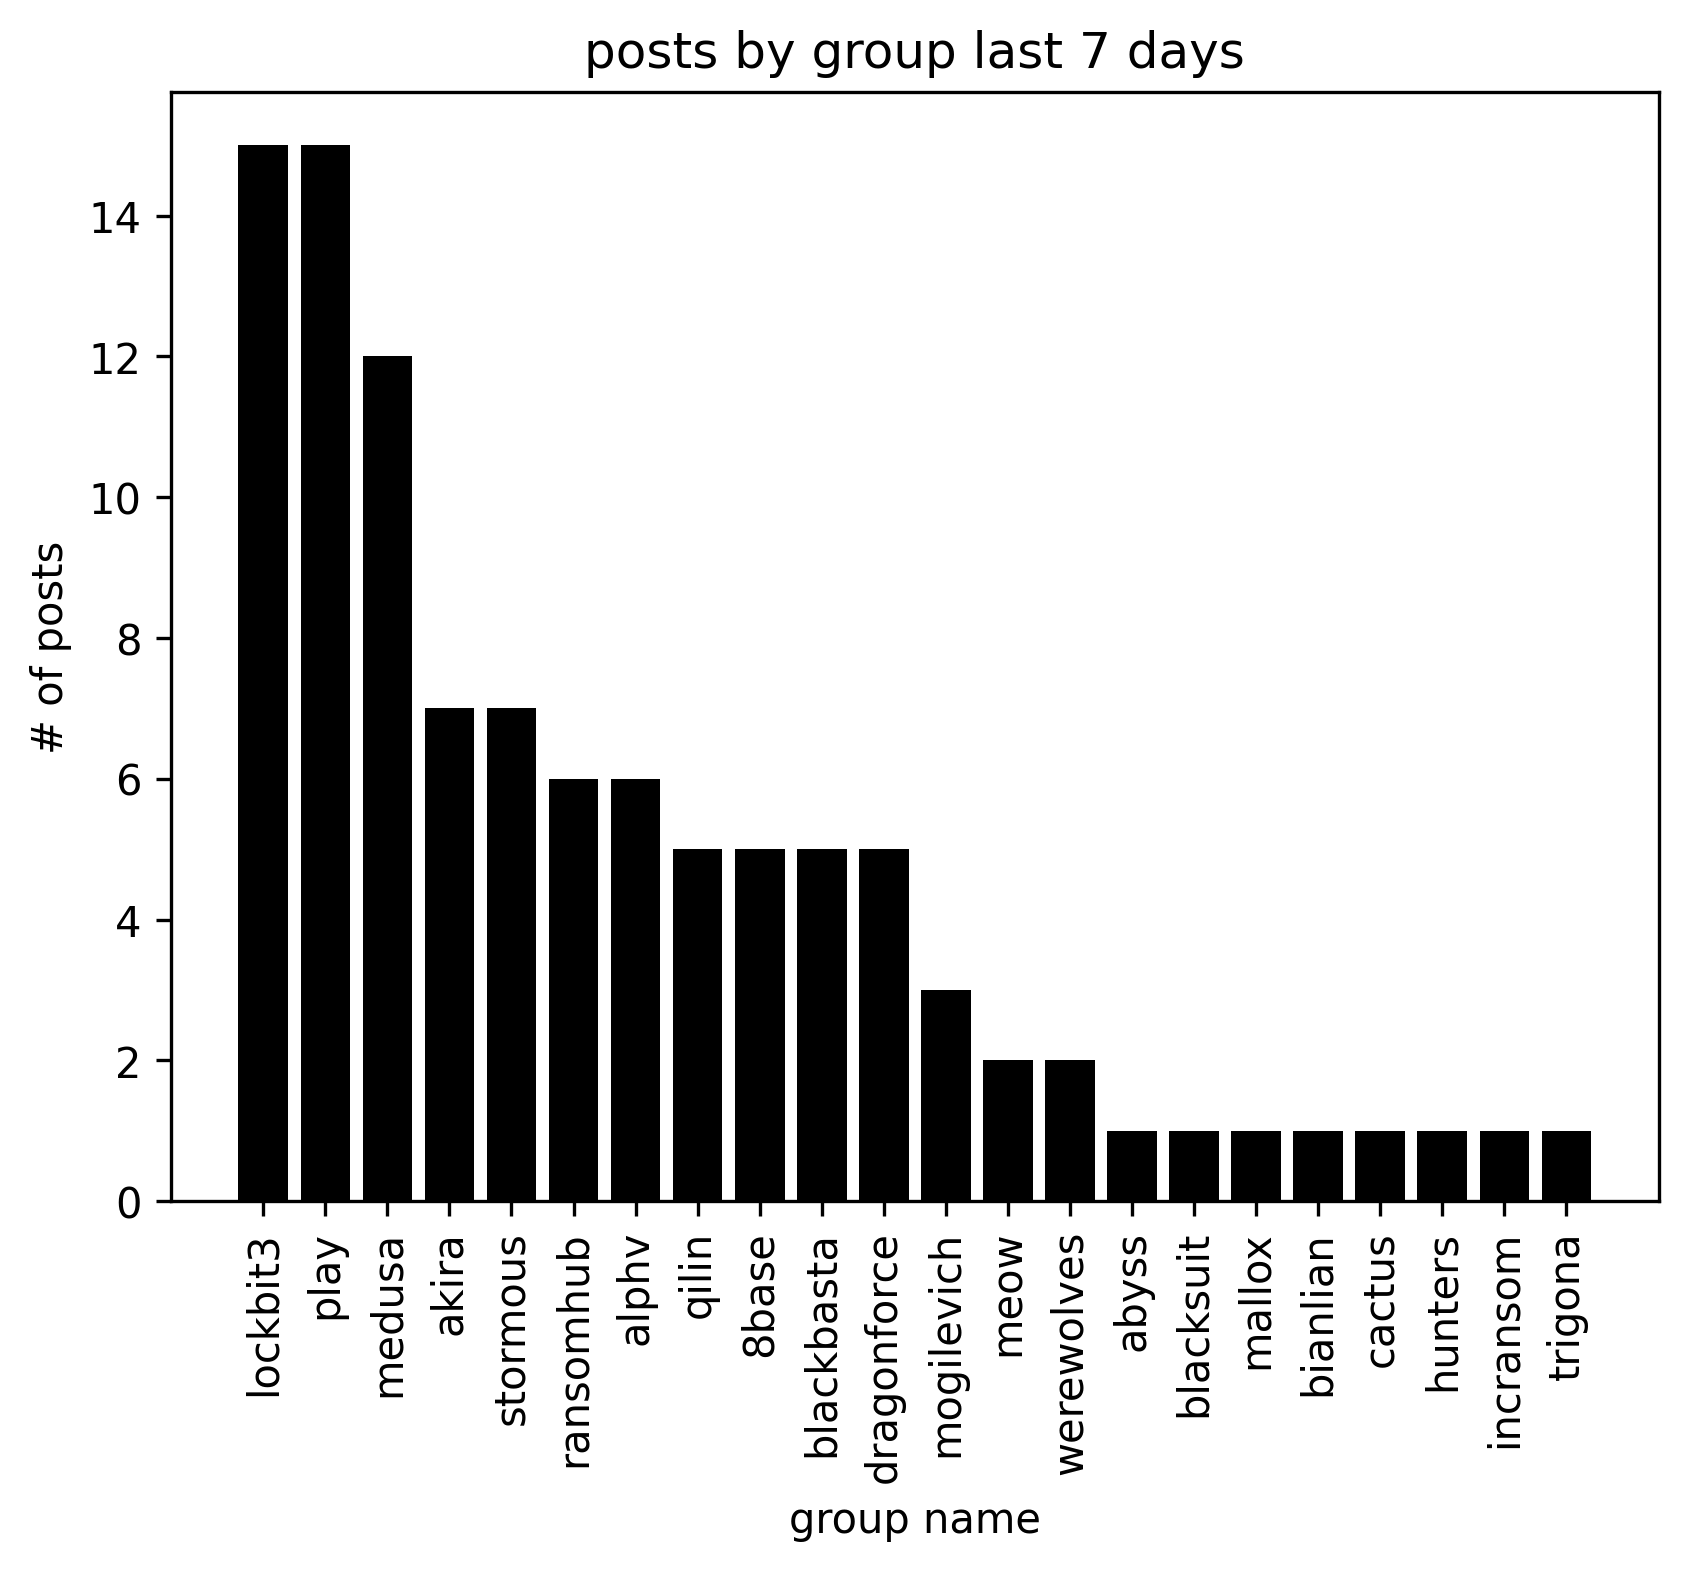 posts by group last 7 days
14
12
10
8
6
4
2
0
# of posts
lockbit3
play
medusa
akira
stormous
ransomhub
alphv
qilin
8base
blackbasta
dragonforce
mogilevich
meow
werewolves
abyss
blacksuit
mallox
bianlian
cactus
hunters
incransom
trigona
group name